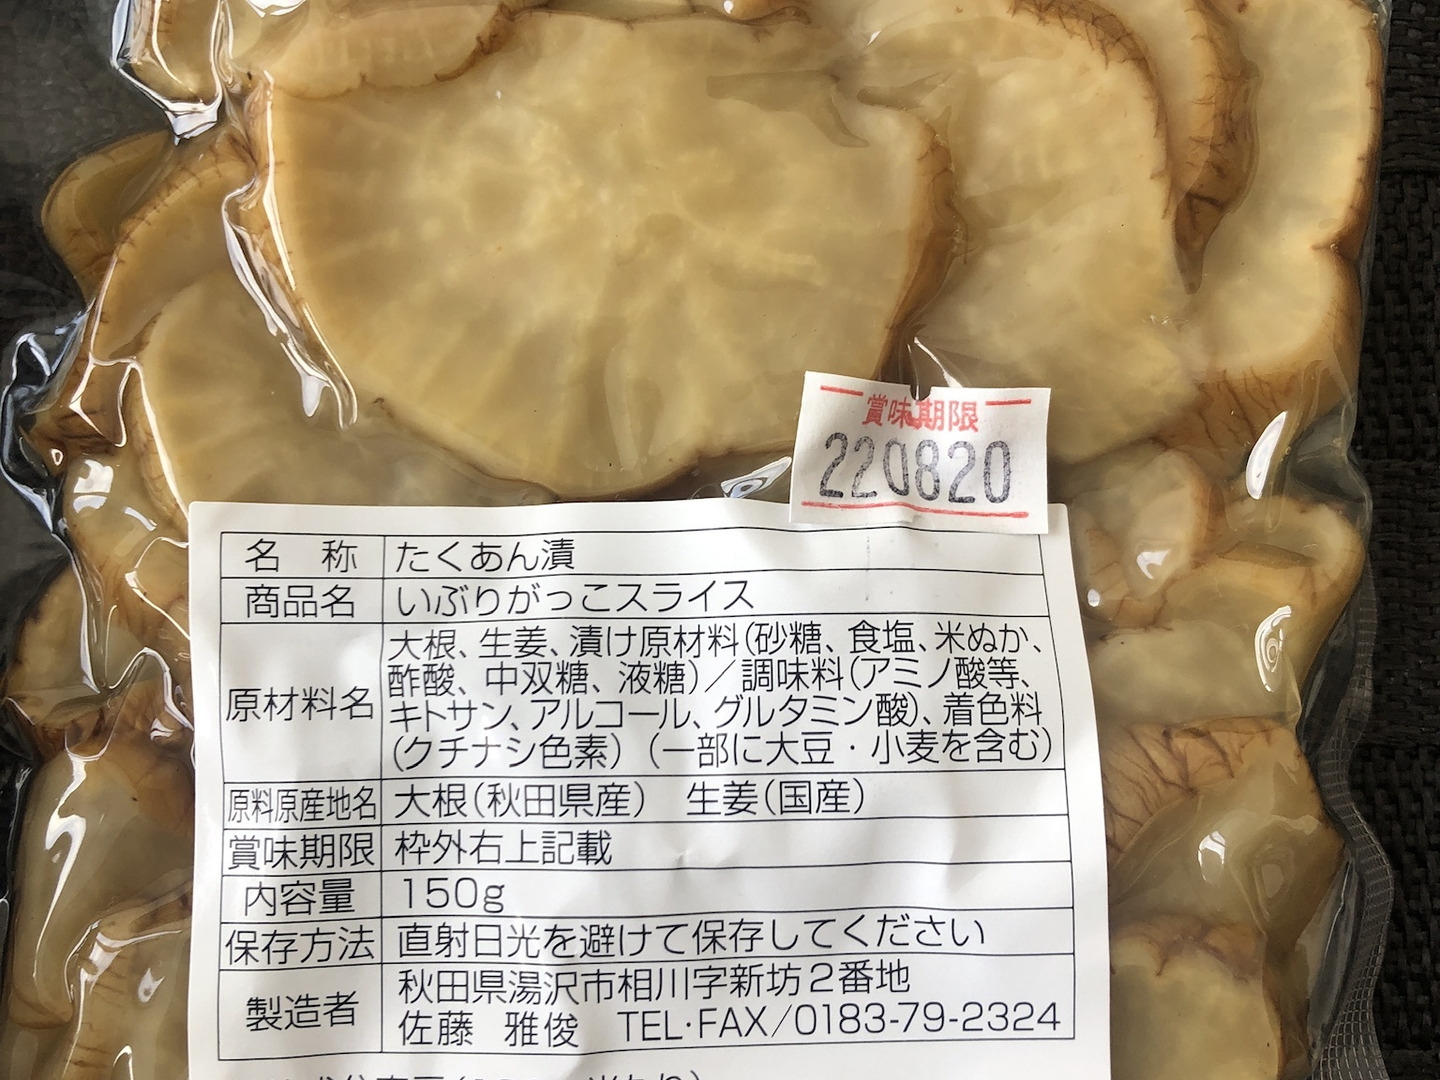 賞味期限
220820
名 称 たくあん漬
商品名 いぶりがっこスライス
原材料名 大根、生姜、漬け原材料(砂糖、食塩、米ぬか、
酢酸、中双糖、液糖)/調味料(アミノ酸等、
キトサン、アルコール、グルタミン酸)、着色料
(クチナシ色素)(一部に大豆・小麦を含む)
原料原産地名 大根(秋田県産) 生姜(国産)
賞味期限 枠外右上記載
内容量 150g
保存方法 直射日光を避けて保存してください
製造者 秋田県湯沢市相川字新坊2番地
佐藤 雅俊 TEL·FAX/0183-79-2324